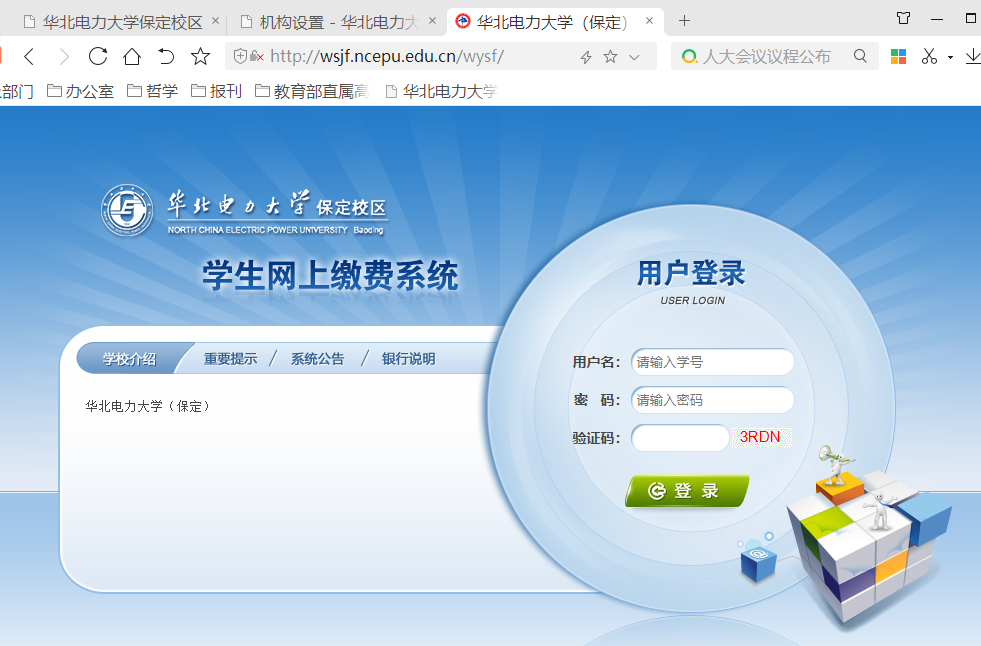 华北电力大学保定校区
机构设置 - 华北电力大
华北电力大学（保定）
http://wsjf.ncepu.edu.cn/wysf/
人大会议议程公布
部门 办公室 哲学 报刊 教育部直属高 华北电力大学
华北电力大学 保定校区
NORTH CHINA ELECTRIC POWER UNIVERSITY Baoding
学生网上缴费系统
用户登录
USER LOGIN
学校介绍 重要提示 / 系统公告 / 银行说明
华北电力大学（保定）
用户名： 请输入学号
密 码： 请输入密码
验证码： 3RDN
登 录